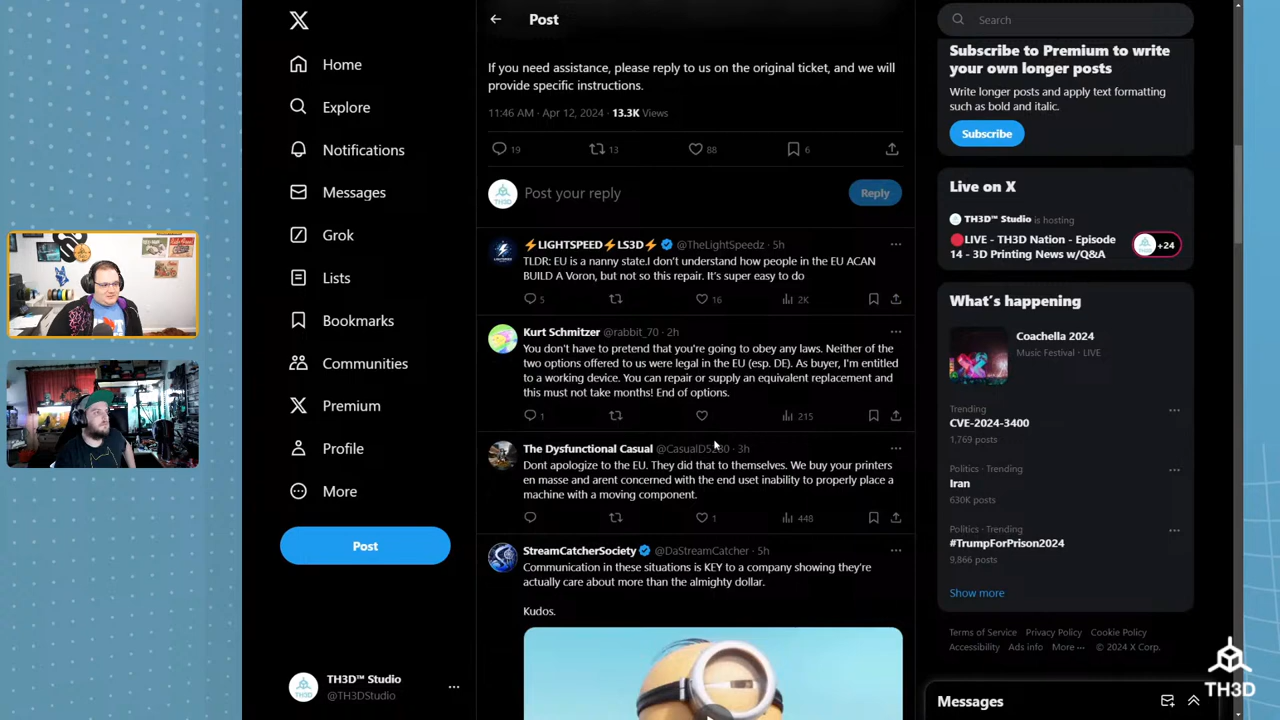 Post
If you need assistance, please reply to us on the original ticket, and we will
provide specific instructions.
11:46 AM · Apr 12, 2024 · 13.3K Views
19
13
88
6
TH3D
Post your reply
Reply
⚡LIGHTSPEED⚡LS3D⚡ @TheLightSpeedz · 5h
TLDR: EU is a nanny state.I don't understand how people in the EU ACAN
BUILD A Voron, but not so this repair. It's super easy to do
5
16
2K
Kurt Schmitzer @rabbit_70 · 2h
You don't have to pretend that you're going to obey any laws. Neither of the
two options offered to us were legal in the EU (esp. DE). As buyer, I'm entitled
to a working device. You can repair or supply an equivalent replacement and
this must not take months! End of options.
1
215
The Dysfunctional Casual @CasualD5280 · 3h
Dont apologize to the EU. They did that to themselves. We buy your printers
en masse and arent concerned with the end uset inability to properly place a
machine with a moving component.
1
448
StreamCatcherSociety @DaStreamCatcher · 5h
Communication in these situations is KEY to a company showing they're
actually care about more than the almighty dollar.
Kudos.
Home
Explore
Notifications
Messages
Grok
Lists
Bookmarks
Communities
Premium
Profile
More
Post
TH3D™ Studio
@TH3DStudio
Search
Subscribe to Premium to write
your own longer posts
Write longer posts and apply text formatting
such as bold and italic.
Subscribe
Live on X
TH3D™ Studio is hosting
🔴LIVE - TH3D Nation - Episode
14 - 3D Printing News w/Q&A
+24
What's happening
Coachella 2024
Music Festival · LIVE
Trending
CVE-2024-3400
1,769 posts
Politics · Trending
Iran
630K posts
Politics · Trending
#TrumpForPrison2024
9,866 posts
Show more
Terms of Service Privacy Policy Cookie Policy
Accessibility Ads info More ··· © 2024 X Corp.
Messages
TH3D